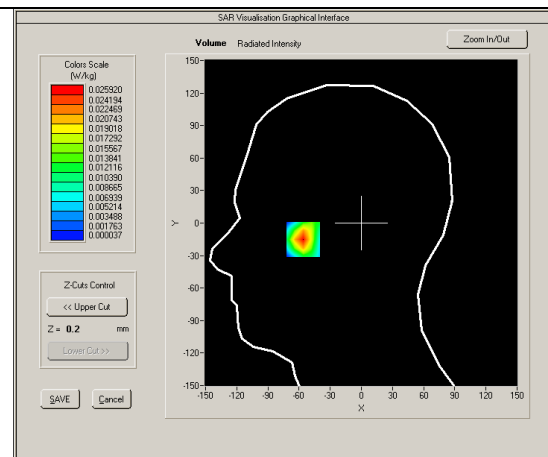 SAR Visualisation Graphical Interface
Volume Radiated Intensity
Zoom In/Out
Colors Scale
(W/kg)
0.025920
0.024194
0.022469
0.020743
0.019018
0.017292
0.015567
0.013841
0.012116
0.010390
0.008665
0.006939
0.005214
0.003488
0.001763
0.000037
Z-Cuts Control
<< Upper Cut
Z = 0.2 mm
Lower Cut >>
SAVE Cancel
150
120
90
60
30
0
-30
-60
-90
-120
-150
Y
-150 -120 -90 -60 -30 0 30 60 90 120 150
X